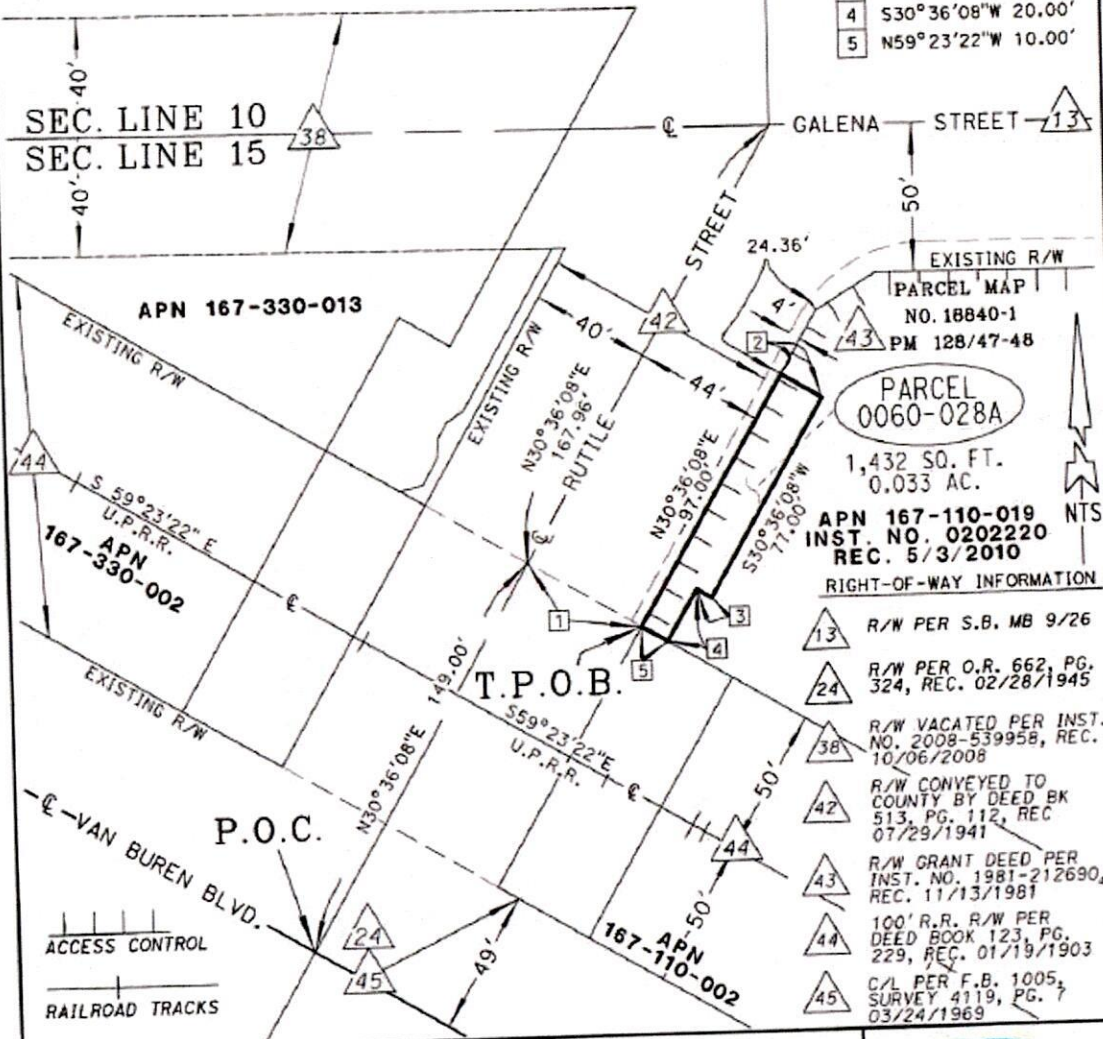 4 S30°36'08"W 20.00'
5 N59°23'22"W 10.00'
40'
SEC. LINE 10
SEC. LINE 15
38
40'
℄ GALENA STREET 13
50'
STREET
24.36'
4'
EXISTING R/W
PARCEL MAP
NO. 18840-1
PM 128/47-48
43
APN 167-330-013
EXISTING R/W
42
40'
44'
2
EXISTING R/W
N30°36'08"E
167.96'
RUTILE
℄
PARCEL
0060-028A
1,432 SQ. FT.
0.033 AC.
NTS
APN 167-110-019
INST. NO. 0202220
REC. 5/3/2010
N30°36'08"E
97.00'
S30°36'08"W
77.00'
44
S 59°23'22" E
U.P.R.R.
APN
167-330-002
℄
1
3
4
5
T.P.O.B.
EXISTING R/W
149.00'
N30°36'08"E
S59°23'22"E
U.P.R.R.
℄
50'
44
50'
P.O.C.
℄ VAN BUREN BLVD.
24
45
49'
APN
167-110-002
ACCESS CONTROL
RAILROAD TRACKS
RIGHT-OF-WAY INFORMATION
13 R/W PER S.B. MB 9/26
24 R/W PER O.R. 662, PG.
324, REC. 02/28/1945
38 R/W VACATED PER INST.
NO. 2008-539958, REC.
10/06/2008
42 R/W CONVEYED TO
COUNTY BY DEED BK
513, PG. 112, REC
07/29/1941
43 R/W GRANT DEED PER
INST. NO. 1981-212690,
REC. 11/13/1981
44 100' R.R. R/W PER
DEED BOOK 123, PG.
229, REC. 01/19/1903
45 C/L PER F.B. 1005,
SURVEY 4119, PG. 7
03/24/1969